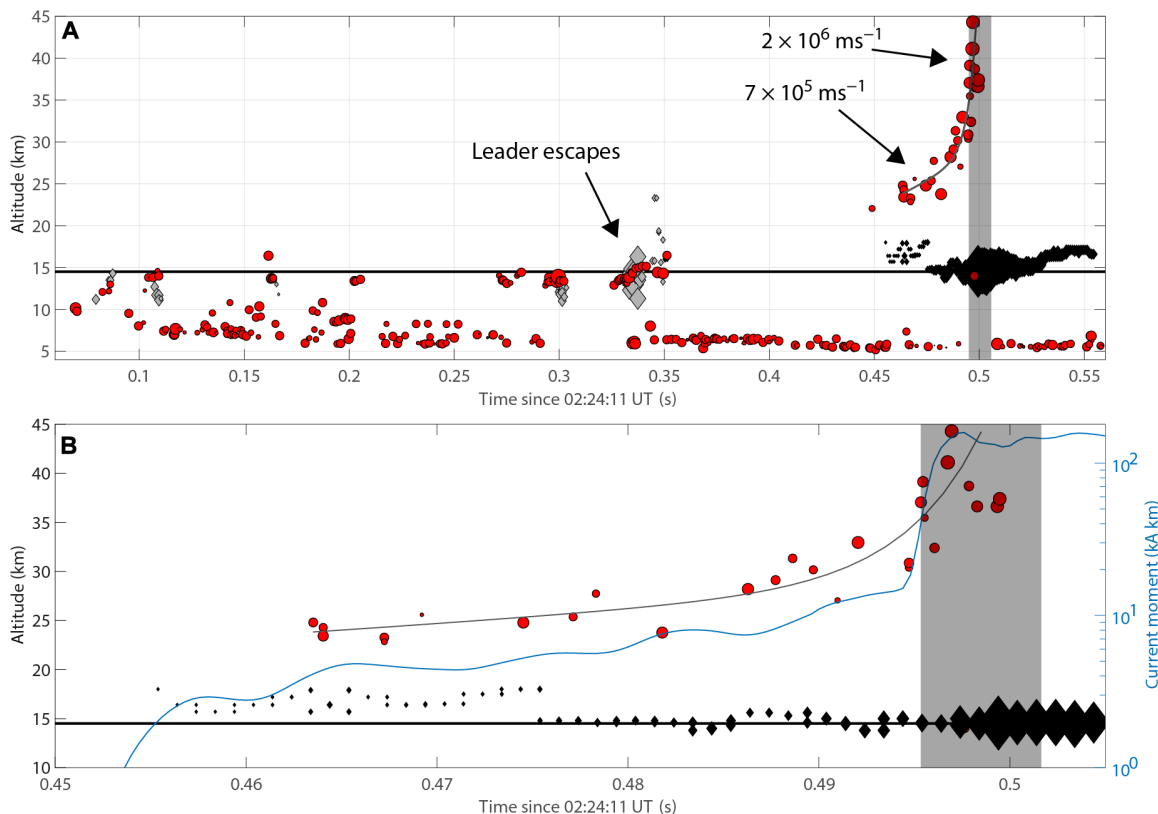 A
45
40
35
30
25
20
15
10
5
Altitude (km)
2 × 10⁶ ms⁻¹
7 × 10⁵ ms⁻¹
Leader escapes
0.1 0.15 0.2 0.25 0.3 0.35 0.4 0.45 0.5 0.55
Time since 02:24:11 UT (s)
B
45
40
35
30
25
20
15
10
Altitude (km)
10²
10¹
10⁰
Current moment (kA km)
0.45 0.46 0.47 0.48 0.49 0.5
Time since 02:24:11 UT (s)